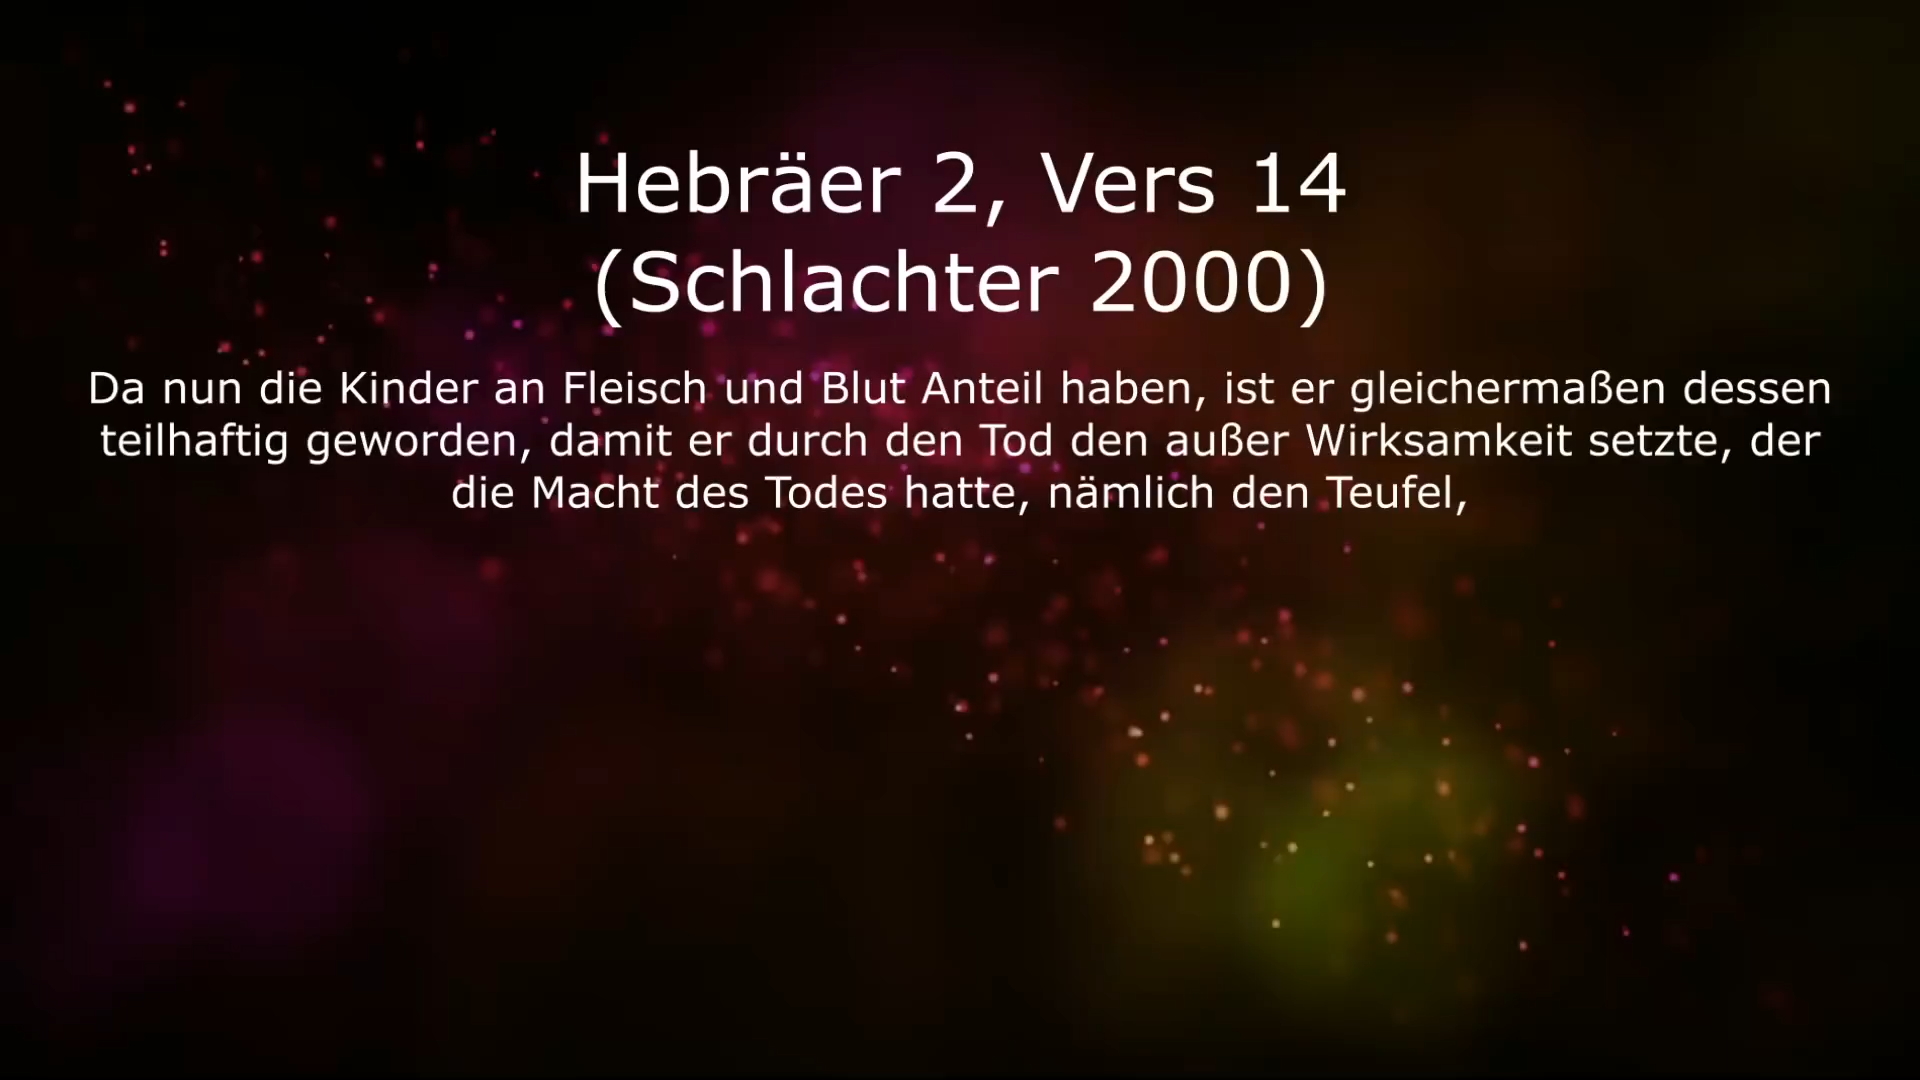 Hebräer 2, Vers 14
(Schlachter 2000)
Da nun die Kinder an Fleisch und Blut Anteil haben, ist er gleichermaßen dessen
teilhaftig geworden, damit er durch den Tod den außer Wirksamkeit setzte, der
die Macht des Todes hatte, nämlich den Teufel,